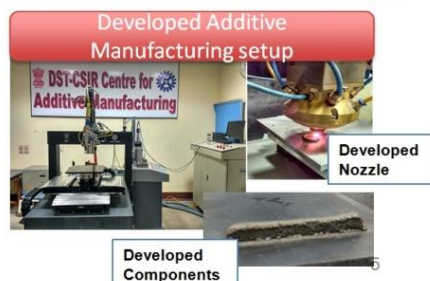 Developed Additive
Manufacturing setup
DST-CSIR Centre for
Additive Manufacturing
Developed
Nozzle
Developed
Components
5